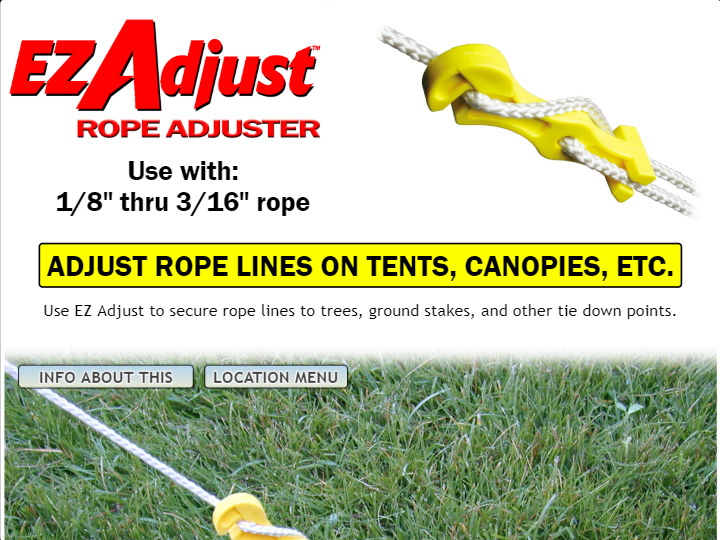 EZAdjust™
ROPE ADJUSTER
Use with:
1/8" thru 3/16" rope
ADJUST ROPE LINES ON TENTS, CANOPIES, ETC.
Use EZ Adjust to secure rope lines to trees, ground stakes, and other tie down points.
INFO ABOUT THIS
LOCATION MENU